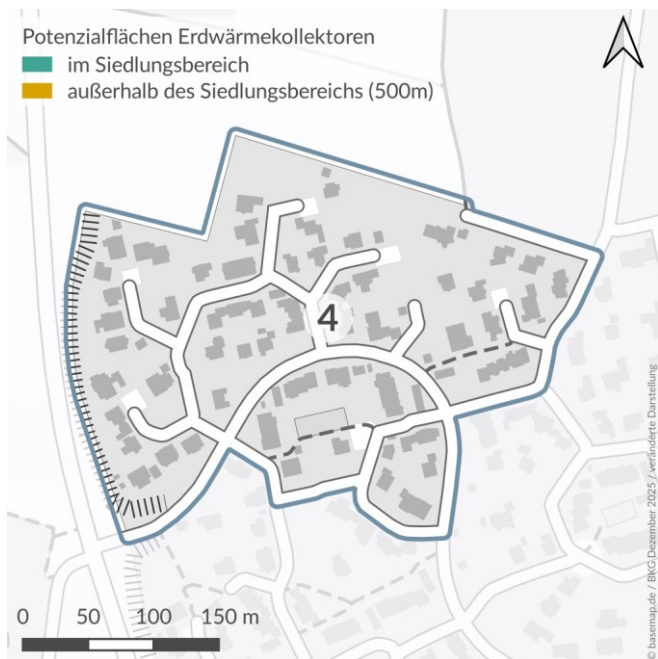 Potenzialflächen Erdwärmekollektoren
im Siedlungsbereich
außerhalb des Siedlungsbereichs (500m)
4
0 50 100 150 m
© basemap.de / BKG Dezember 2025 / veränderte Darstellung